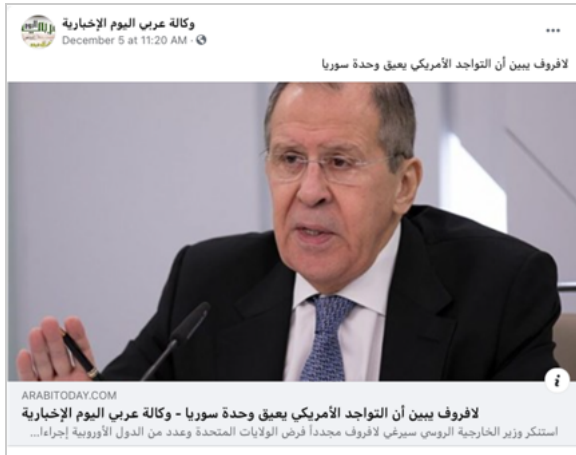 وكالة عربي اليوم الإخبارية
December 5 at 11:20 AM ·
لافروف يبين أن التواجد الأمريكي يعيق وحدة سوريا
ARABITODAY.COM
لافروف يبين أن التواجد الأمريكي يعيق وحدة سوريا - وكالة عربي اليوم الإخبارية
استنكر وزير الخارجية الروسي سيرغي لافروف مجدداً فرض الولايات المتحدة وعدد من الدول الأوروبية إجراءا...